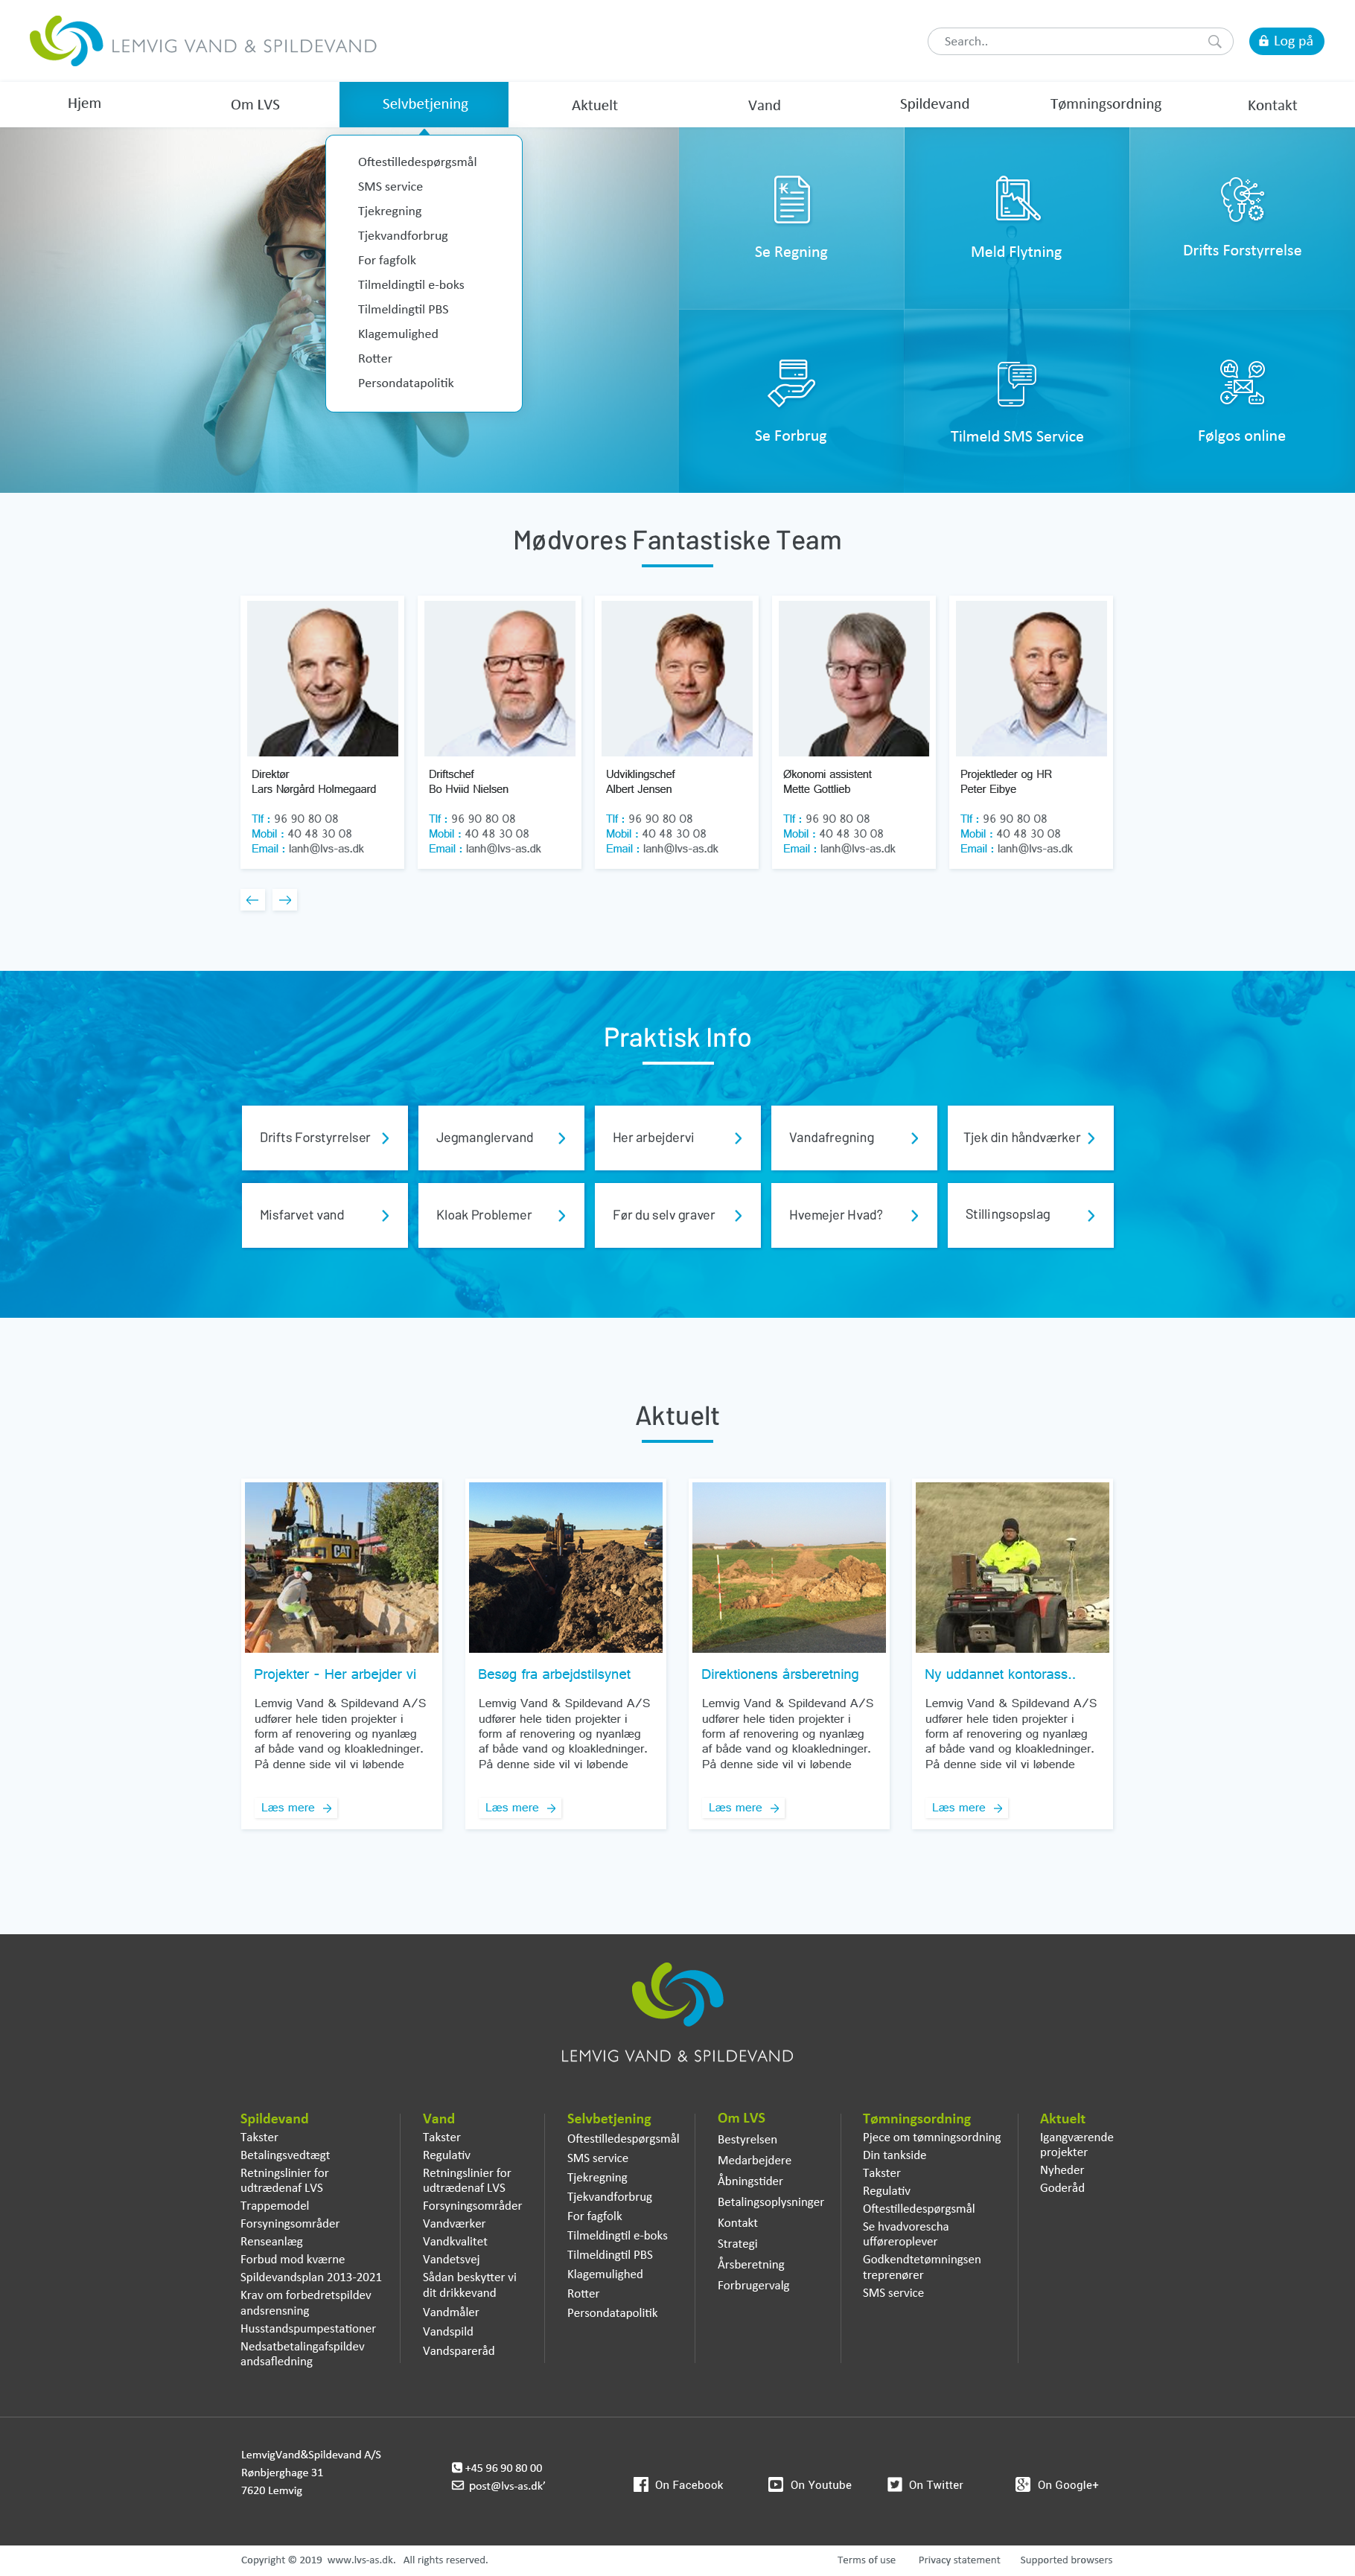 LEMVIG VAND & SPILDEVAND
Search..
Log på
Hjem
Om LVS
Selvbetjening
Aktuelt
Vand
Spildevand
Tømningsordning
Kontakt
Oftestilledespørgsmål
SMS service
Tjekregning
Tjekvandforbrug
For fagfolk
Tilmeldingtil e-boks
Tilmeldingtil PBS
Klagemulighed
Rotter
Persondatapolitik
Se Regning
Meld Flytning
Drifts Forstyrrelse
Se Forbrug
Tilmeld SMS Service
Følgos online
Mødvores Fantastiske Team
Direktør
Lars Nørgård Holmegaard
Tlf : 96 90 80 08
Mobil : 40 48 30 08
Email : lanh@lvs-as.dk
Driftschef
Bo Hviid Nielsen
Tlf : 96 90 80 08
Mobil : 40 48 30 08
Email : lanh@lvs-as.dk
Udviklingschef
Albert Jensen
Tlf : 96 90 80 08
Mobil : 40 48 30 08
Email : lanh@lvs-as.dk
Økonomi assistent
Mette Gottlieb
Tlf : 96 90 80 08
Mobil : 40 48 30 08
Email : lanh@lvs-as.dk
Projektleder og HR
Peter Eibye
Tlf : 96 90 80 08
Mobil : 40 48 30 08
Email : lanh@lvs-as.dk
Praktisk Info
Drifts Forstyrrelser
Jegmanglervand
Her arbejdervi
Vandafregning
Tjek din håndværker
Misfarvet vand
Kloak Problemer
Før du selv graver
Hvemejer Hvad?
Stillingsopslag
Aktuelt
CAT
Projekter - Her arbejder vi
Lemvig Vand & Spildevand A/S
udfører hele tiden projekter i
form af renovering og nyanlæg
af både vand og kloakledninger.
På denne side vil vi løbende
Læs mere
Besøg fra arbejdstilsynet
Lemvig Vand & Spildevand A/S
udfører hele tiden projekter i
form af renovering og nyanlæg
af både vand og kloakledninger.
På denne side vil vi løbende
Læs mere
Direktionens årsberetning
Lemvig Vand & Spildevand A/S
udfører hele tiden projekter i
form af renovering og nyanlæg
af både vand og kloakledninger.
På denne side vil vi løbende
Læs mere
Ny uddannet kontorass..
Lemvig Vand & Spildevand A/S
udfører hele tiden projekter i
form af renovering og nyanlæg
af både vand og kloakledninger.
På denne side vil vi løbende
Læs mere
LEMVIG VAND & SPILDEVAND
Spildevand
Takster
Betalingsvedtægt
Retningslinier for
udtrædenaf LVS
Trappemodel
Forsyningsområder
Renseanlæg
Forbud mod kværne
Spildevandsplan 2013-2021
Krav om forbedretspildev
andsrensning
Husstandspumpestationer
Nedsatbetalingafspildev
andsafledning
Vand
Takster
Regulativ
Retningslinier for
udtrædenaf LVS
Forsyningsområder
Vandværker
Vandkvalitet
Vandetsvej
Sådan beskytter vi
dit drikkevand
Vandmåler
Vandspild
Vandspareråd
Selvbetjening
Oftestilledespørgsmål
SMS service
Tjekregning
Tjekvandforbrug
For fagfolk
Tilmeldingtil e-boks
Tilmeldingtil PBS
Klagemulighed
Rotter
Persondatapolitik
Om LVS
Bestyrelsen
Medarbejdere
Åbningstider
Betalingsoplysninger
Kontakt
Strategi
Årsberetning
Forbrugervalg
Tømningsordning
Pjece om tømningsordning
Din tankside
Takster
Regulativ
Oftestilledespørgsmål
Se hvadvorescha
ufføreroplever
Godkendtetømningsen
treprenører
SMS service
Aktuelt
Igangværende
projekter
Nyheder
Goderåd
LemvigVand&Spildevand A/S
Rønbjerghage 31
7620 Lemvig
+45 96 90 80 00
post@lvs-as.dk'
On Facebook
On Youtube
On Twitter
On Google+
Copyright © 2019 www.lvs-as.dk. All rights reserved.
Terms of use
Privacy statement
Supported browsers